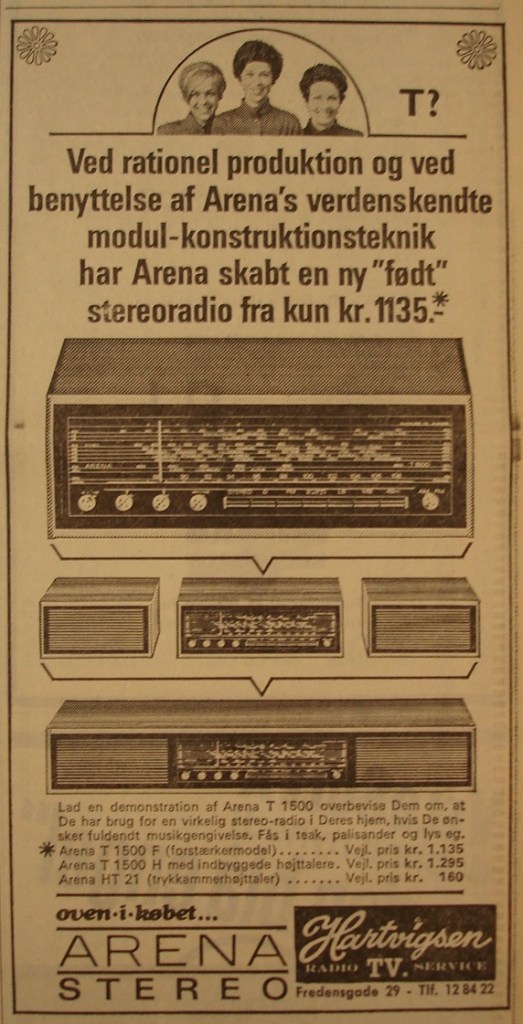 T?
Ved rationel produktion og ved
benyttelse af Arena's verdenskendte
modul-konstruktionsteknik
har Arena skabt en ny "født"
stereoradio fra kun kr. 1135.-*
ARENA
T 1500
Lad en demonstration af Arena T 1500 overbevise Dem om, at
De har brug for en virkelig stereo-radio i Deres hjem, hvis De øn-
sker fuldendt musikgengivelse. Fås i teak, palisander og lys eg.
* Arena T 1500 F (forstærkermodel)........ Vejl. pris kr. 1.135
Arena T 1500 H med indbyggede højttalere. Vejl. pris kr. 1.295
Arena HT 21 (trykkammerhøjttaler) ....... Vejl. pris kr. 160
oven·i·købet...
ARENA
STEREO
Hartvigsen
RADIO TV. SERVICE
Fredensgade 29 - Tlf. 12 84 22